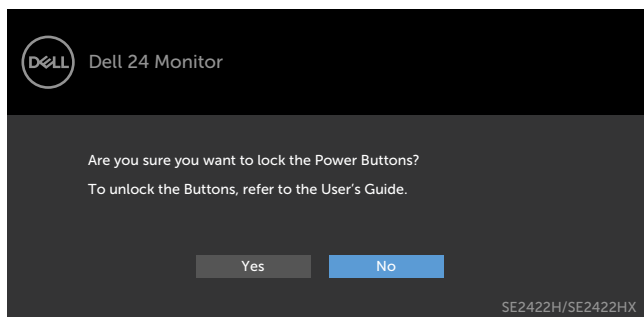 DELL
Dell 24 Monitor
Are you sure you want to lock the Power Buttons?
To unlock the Buttons, refer to the User's Guide.
Yes
No
SE2422H/SE2422HX